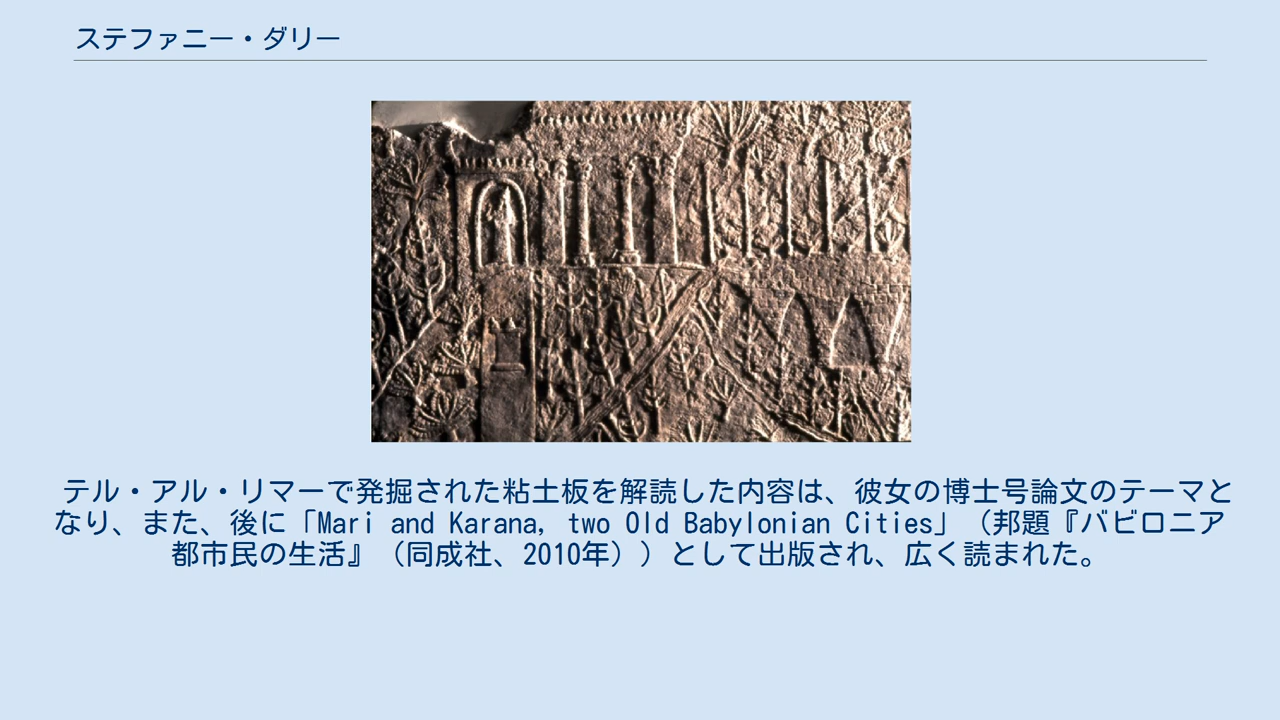 ステファニー・ダリー
テル・アル・リマーで発掘された粘土板を解読した内容は、彼女の博士号論文のテーマと
なり、また、後に「Mari and Karana, two Old Babylonian Cities」（邦題『バビロニア
都市民の生活』（同成社、2010年））として出版され、広く読まれた。